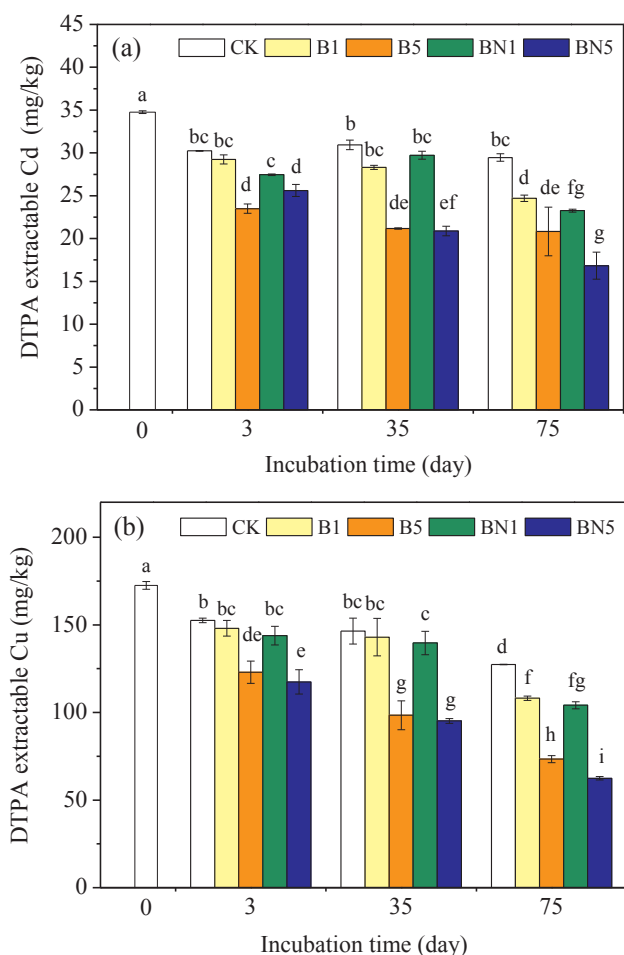 (a) CK B1 B5 BN1 BN5
DTPA extractable Cd (mg/kg)
45
40
35
30
25
20
15
10
5
0
a
bc bc d c d
b bc de bc ef
bc d de fg g
0 3 35 75
Incubation time (day)
(b) CK B1 B5 BN1 BN5
DTPA extractable Cu (mg/kg)
200
150
100
50
0
a
b bc de bc e
bc bc g c g
d f h fg i
0 3 35 75
Incubation time (day)